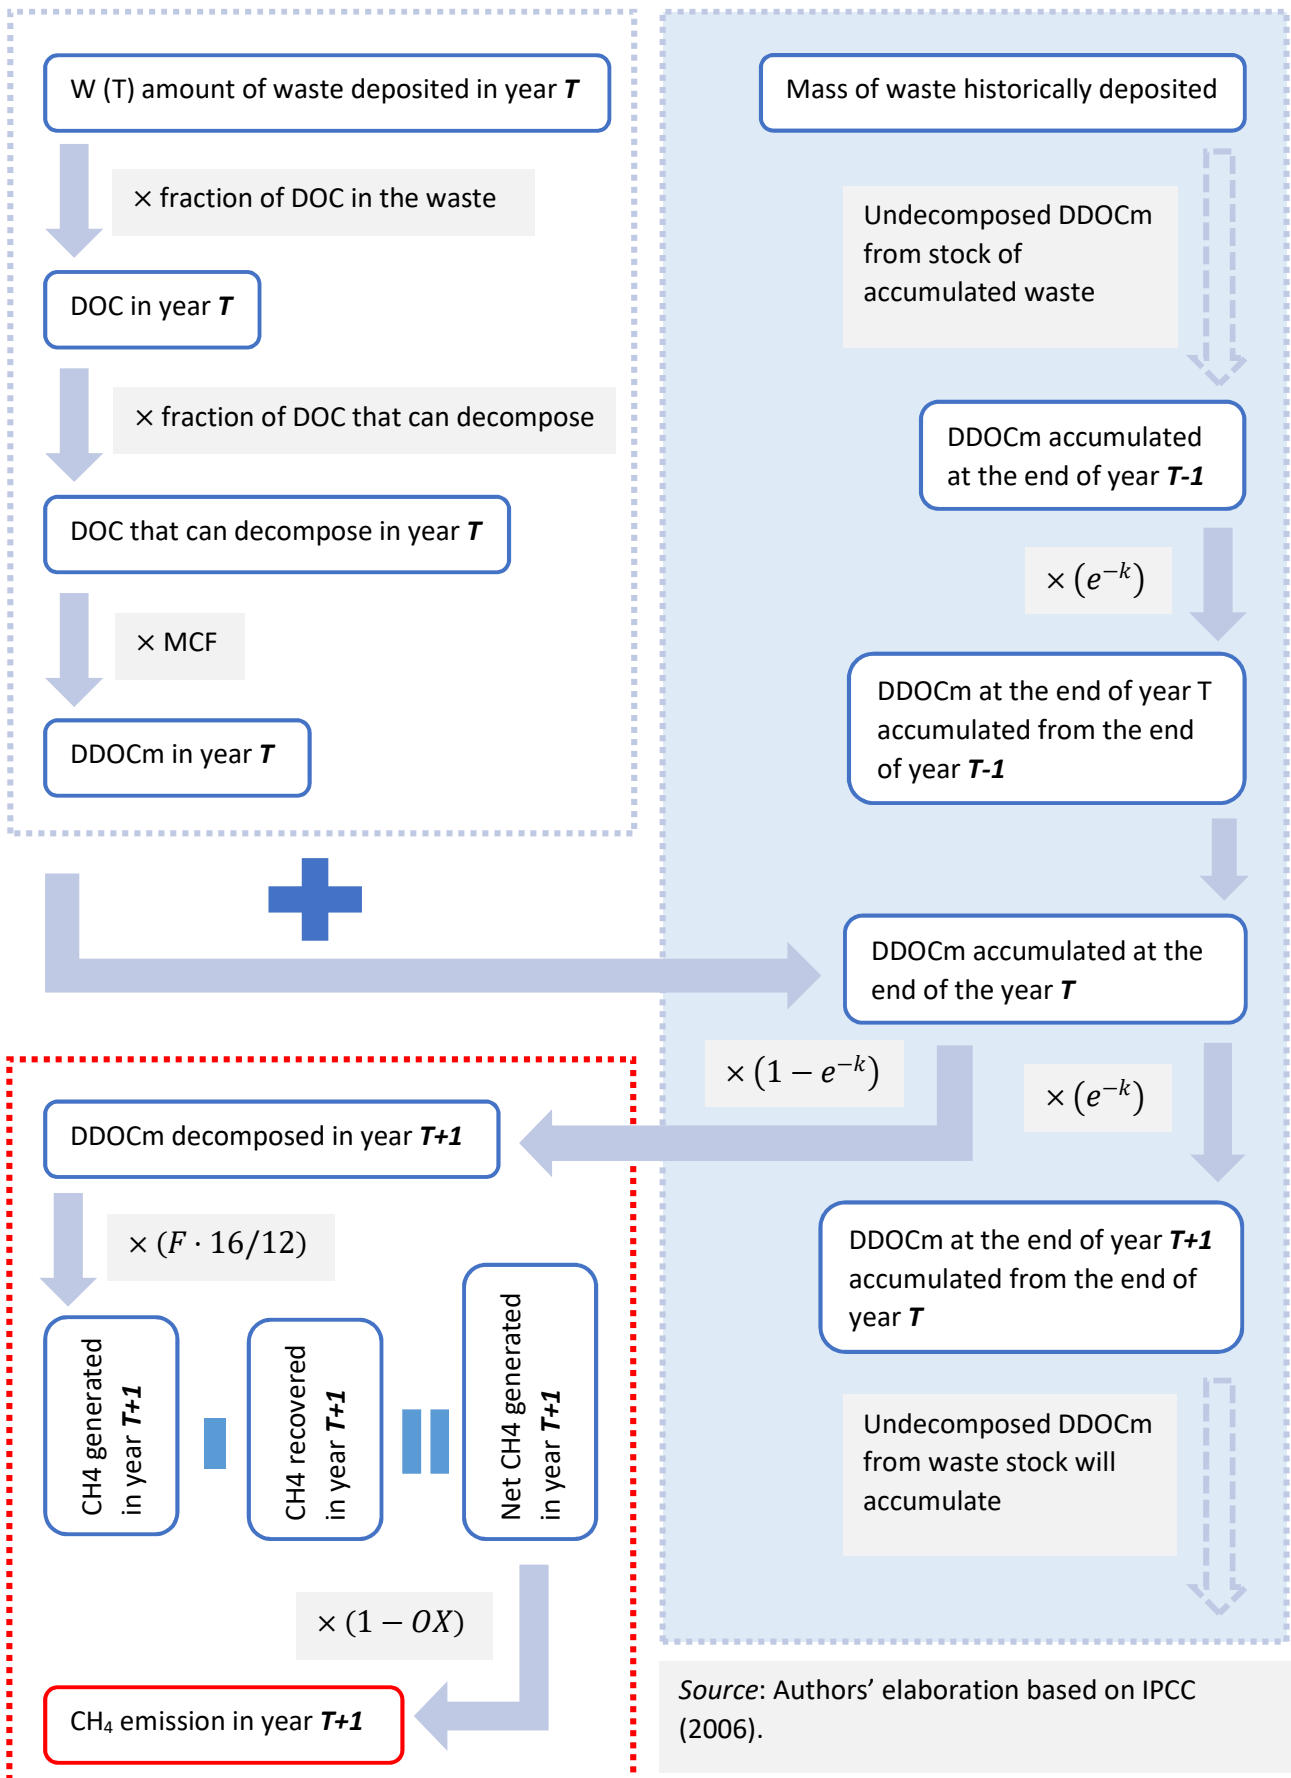 W (T) amount of waste deposited in year T
× fraction of DOC in the waste
DOC in year T
× fraction of DOC that can decompose
DOC that can decompose in year T
× MCF
DDOCm in year T
Mass of waste historically deposited
Undecomposed DDOCm
from stock of
accumulated waste
DDOCm accumulated
at the end of year T-1
× (e⁻ᵏ)
DDOCm at the end of year T
accumulated from the end
of year T-1
DDOCm accumulated at the
end of the year T
× (1 − e⁻ᵏ)
× (e⁻ᵏ)
DDOCm decomposed in year T+1
× (F · 16/12)
CH4 generated
in year T+1
CH4 recovered
in year T+1
Net CH4 generated
in year T+1
× (1 − OX)
CH₄ emission in year T+1
DDOCm at the end of year T+1
accumulated from the end of
year T
Undecomposed DDOCm
from waste stock will
accumulate
Source: Authors’ elaboration based on IPCC
(2006).